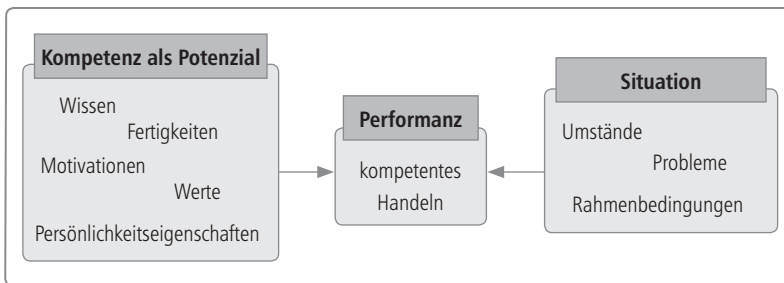 Kompetenz als Potenzial
Wissen
Fertigkeiten
Motivationen
Werte
Persönlichkeitseigenschaften
Performanz
kompetentes
Handeln
Situation
Umstände
Probleme
Rahmenbedingungen